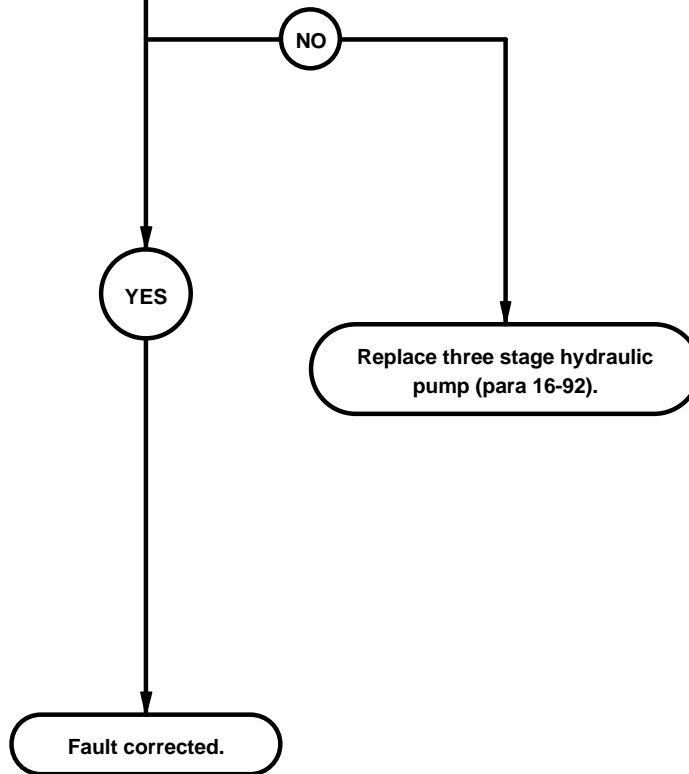 NO
YES
Replace three stage hydraulic
pump (para 16-92).
Fault corrected.